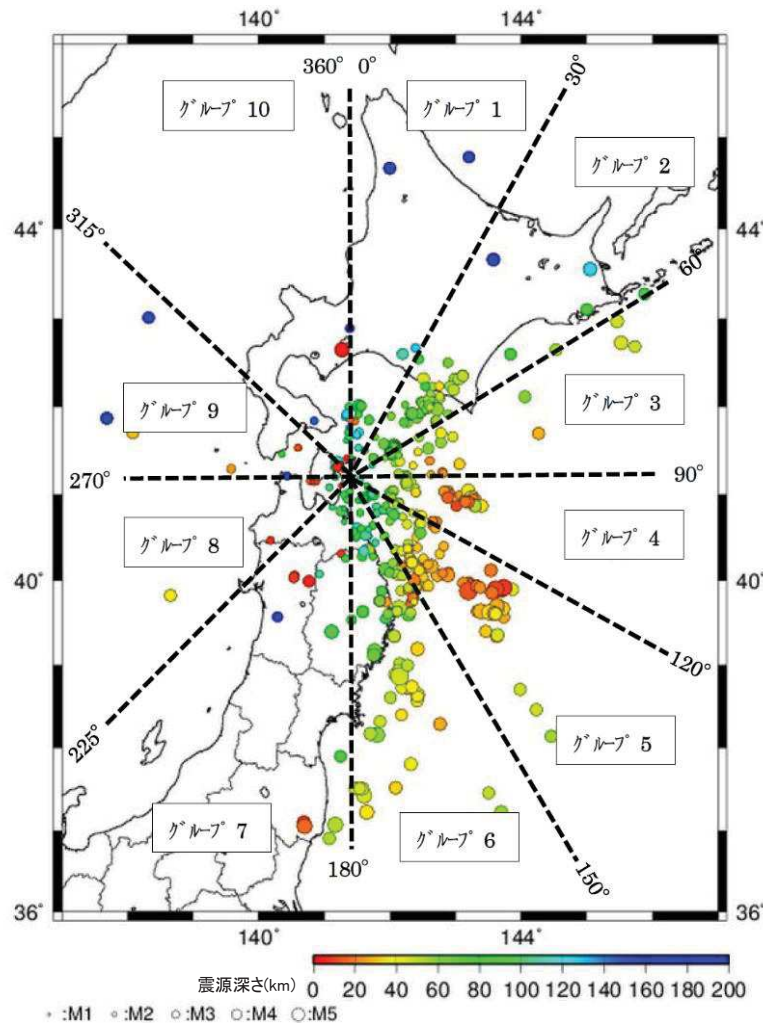 140° 144°
360° 0°
30°
グループ 10
グループ 1
グループ 2
315°
44° 44°
60°
グループ 9
グループ 3
270° 90°
グループ 8
グループ 4
40° 40°
120°
225°
グループ 5
グループ 7
グループ 6
180°
150°
36° 36°
140° 144°
震源深さ(km) 0 20 40 60 80 100 120 140 160 180 200
:M1 :M2 :M3 :M4 :M5